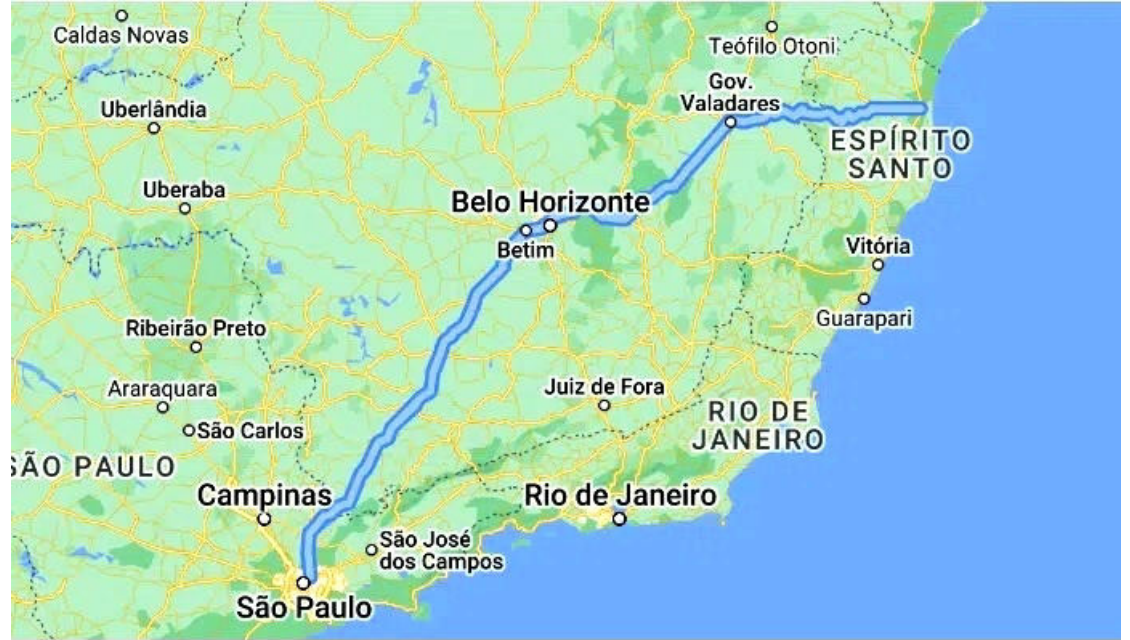 Caldas Novas
Teófilo Otoni
Gov.
Valadares
Uberlândia
ESPÍRITO
SANTO
Uberaba
Belo Horizonte
Betim
Vitória
Guarapari
Ribeirão Preto
Araraquara
Juiz de Fora
São Carlos
RIO DE
JANEIRO
SÃO PAULO
Campinas
Rio de Janeiro
São José
dos Campos
São Paulo